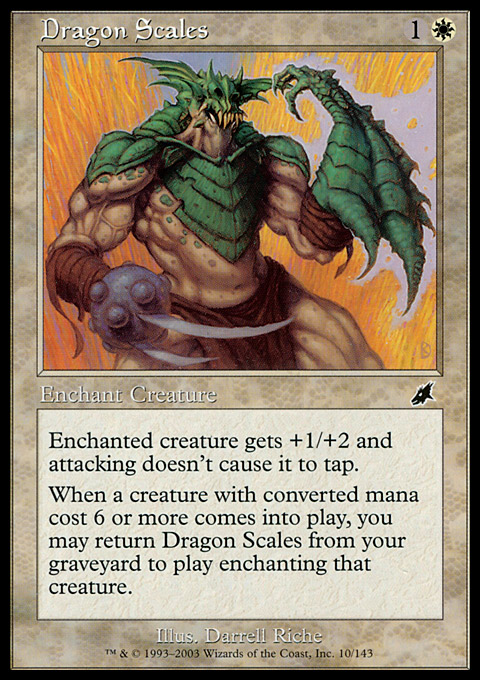 Dragon Scales 1
Enchant Creature
Enchanted creature gets +1/+2 and
attacking doesn't cause it to tap.
When a creature with converted mana
cost 6 or more comes into play, you
may return Dragon Scales from your
graveyard to play enchanting that
creature.
Illus. Darrell Riche
™ & © 1993–2003 Wizards of the Coast, Inc. 10/143